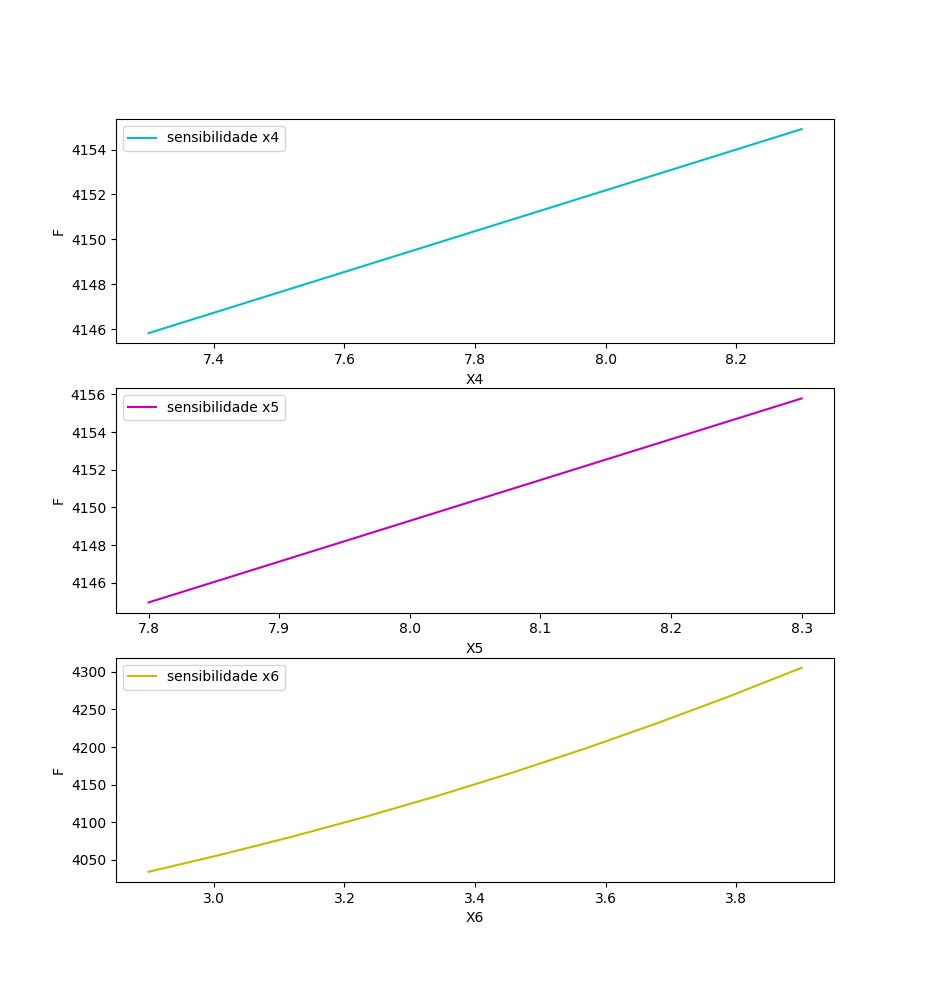 sensibilidade x4
4154
4152
4150
4148
4146
F
7.4 7.6 7.8 8.0 8.2
X4
sensibilidade x5
4156
4154
4152
4150
4148
4146
F
7.8 7.9 8.0 8.1 8.2 8.3
X5
sensibilidade x6
4300
4250
4200
4150
4100
4050
F
3.0 3.2 3.4 3.6 3.8
X6